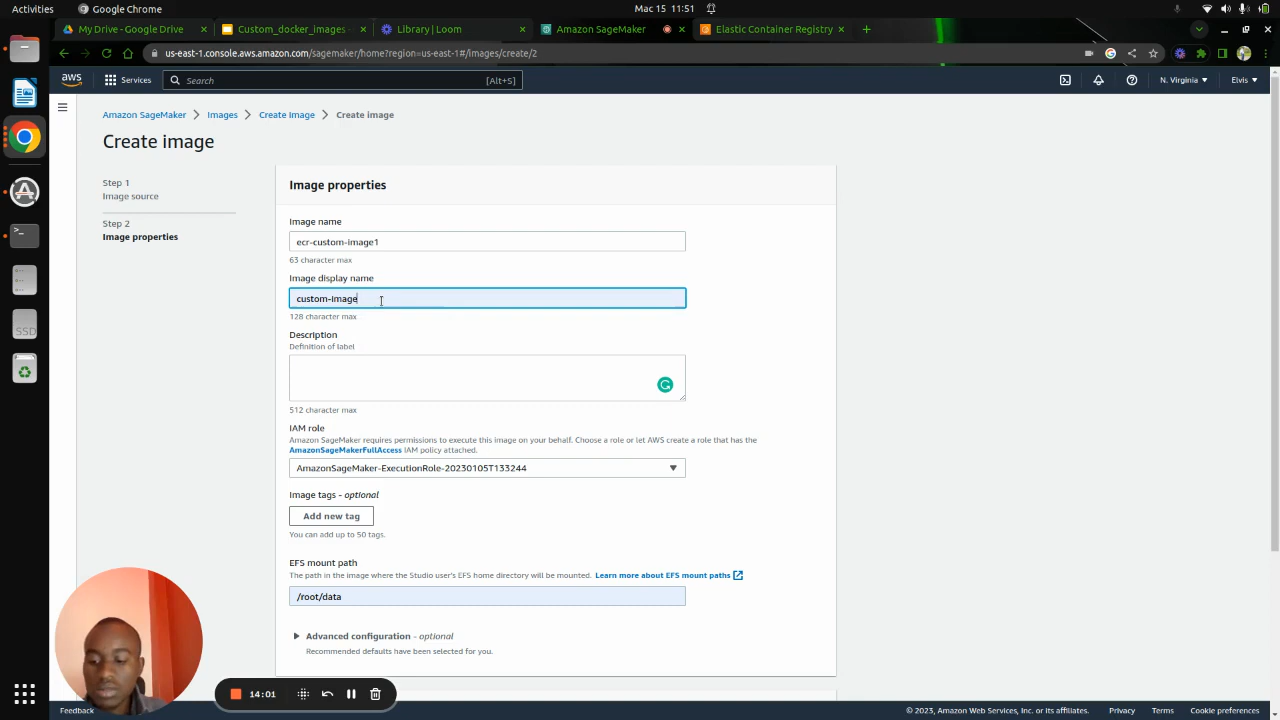 Activities
Google Chrome
Mac 15 11:51
My Drive - Google Drive
Custom_docker_images -
Library | Loom
Amazon SageMaker
Elastic Container Registry
us-east-1.console.aws.amazon.com/sagemaker/home?region=us-east-1#/images/create/2
aws
Services
Search
[Alt+S]
N. Virginia
Elvis
Amazon SageMaker
Images
Create Image
Create image
Create image
Step 1
Image source
Step 2
Image properties
Image properties
Image name
ecr-custom-image1
63 character max
Image display name
custom-image
128 character max
Description
Definition of label
512 character max
IAM role
Amazon SageMaker requires permissions to execute this image on your behalf. Choose a role or let AWS create a role that has the
AmazonSageMakerFullAccess IAM policy attached.
AmazonSageMaker-ExecutionRole-20230105T133244
Image tags - optional
Add new tag
You can add up to 50 tags.
EFS mount path
The path in the image where the Studio user's EFS home directory will be mounted. Learn more about EFS mount paths
/root/data
Advanced configuration - optional
Recommended defaults have been selected for you.
SSD
14:01
Feedback
© 2023, Amazon Web Services, Inc. or its affiliates.
Privacy
Terms
Cookie preferences